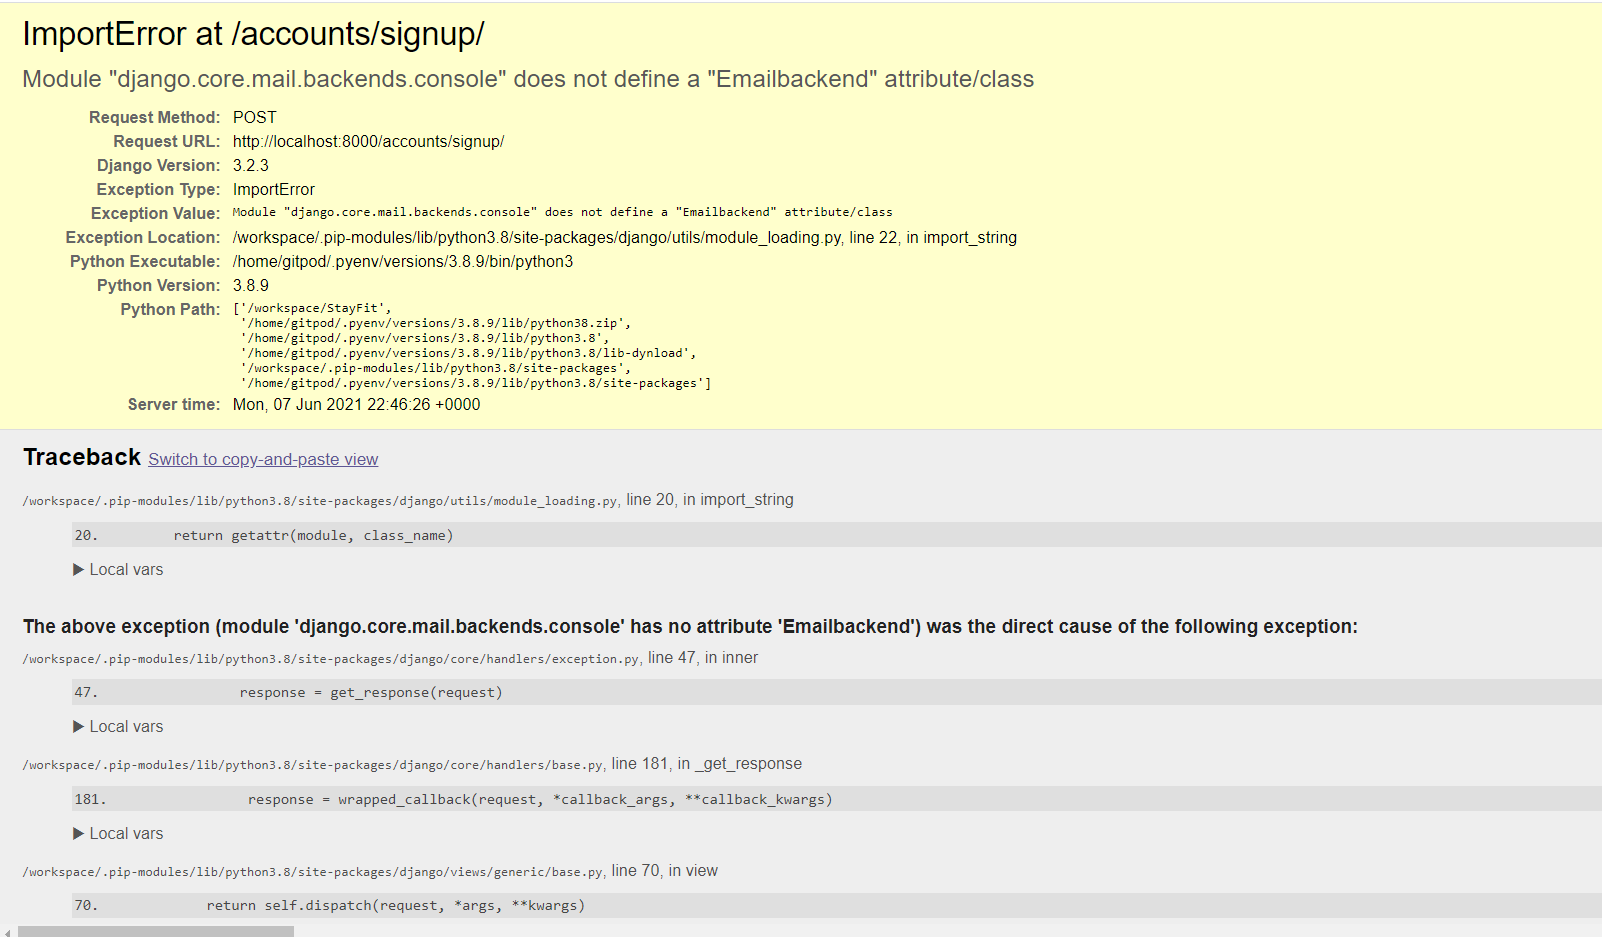 ImportError at /accounts/signup/
Module "django.core.mail.backends.console" does not define a "Emailbackend" attribute/class
Request Method: POST
Request URL: http://localhost:8000/accounts/signup/
Django Version: 3.2.3
Exception Type: ImportError
Exception Value: Module "django.core.mail.backends.console" does not define a "Emailbackend" attribute/class
Exception Location: /workspace/.pip-modules/lib/python3.8/site-packages/django/utils/module_loading.py, line 22, in import_string
Python Executable: /home/gitpod/.pyenv/versions/3.8.9/bin/python3
Python Version: 3.8.9
Python Path: ['/workspace/StayFit',
'/home/gitpod/.pyenv/versions/3.8.9/lib/python38.zip',
'/home/gitpod/.pyenv/versions/3.8.9/lib/python3.8',
'/home/gitpod/.pyenv/versions/3.8.9/lib/python3.8/lib-dynload',
'/workspace/.pip-modules/lib/python3.8/site-packages',
'/home/gitpod/.pyenv/versions/3.8.9/lib/python3.8/site-packages']
Server time: Mon, 07 Jun 2021 22:46:26 +0000
Traceback Switch to copy-and-paste view
/workspace/.pip-modules/lib/python3.8/site-packages/django/utils/module_loading.py, line 20, in import_string
20. return getattr(module, class_name)
▶ Local vars
The above exception (module 'django.core.mail.backends.console' has no attribute 'Emailbackend') was the direct cause of the following exception:
/workspace/.pip-modules/lib/python3.8/site-packages/django/core/handlers/exception.py, line 47, in inner
47. response = get_response(request)
▶ Local vars
/workspace/.pip-modules/lib/python3.8/site-packages/django/core/handlers/base.py, line 181, in _get_response
181. response = wrapped_callback(request, *callback_args, **callback_kwargs)
▶ Local vars
/workspace/.pip-modules/lib/python3.8/site-packages/django/views/generic/base.py, line 70, in view
70. return self.dispatch(request, *args, **kwargs)